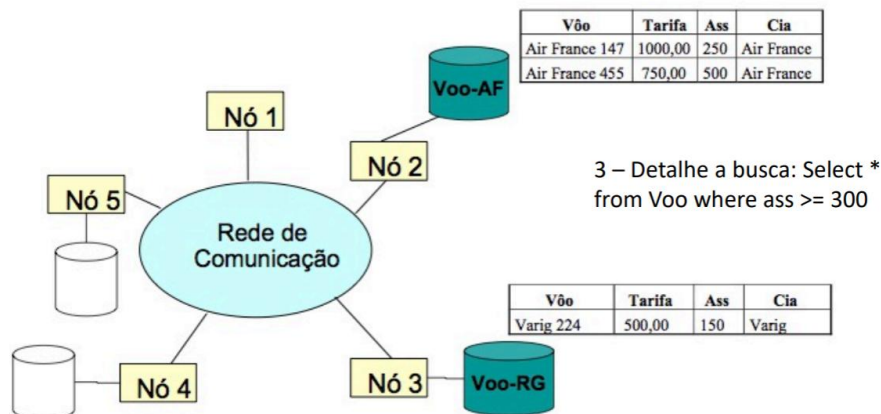 Vôo Tarifa Ass Cia
Air France 147 1000,00 250 Air France
Air France 455 750,00 500 Air France
Voo-AF
Nó 1
Nó 2
3 – Detalhe a busca: Select *
from Voo where ass >= 300
Nó 5
Rede de
Comunicação
Vôo Tarifa Ass Cia
Varig 224 500,00 150 Varig
Nó 4
Nó 3
Voo-RG